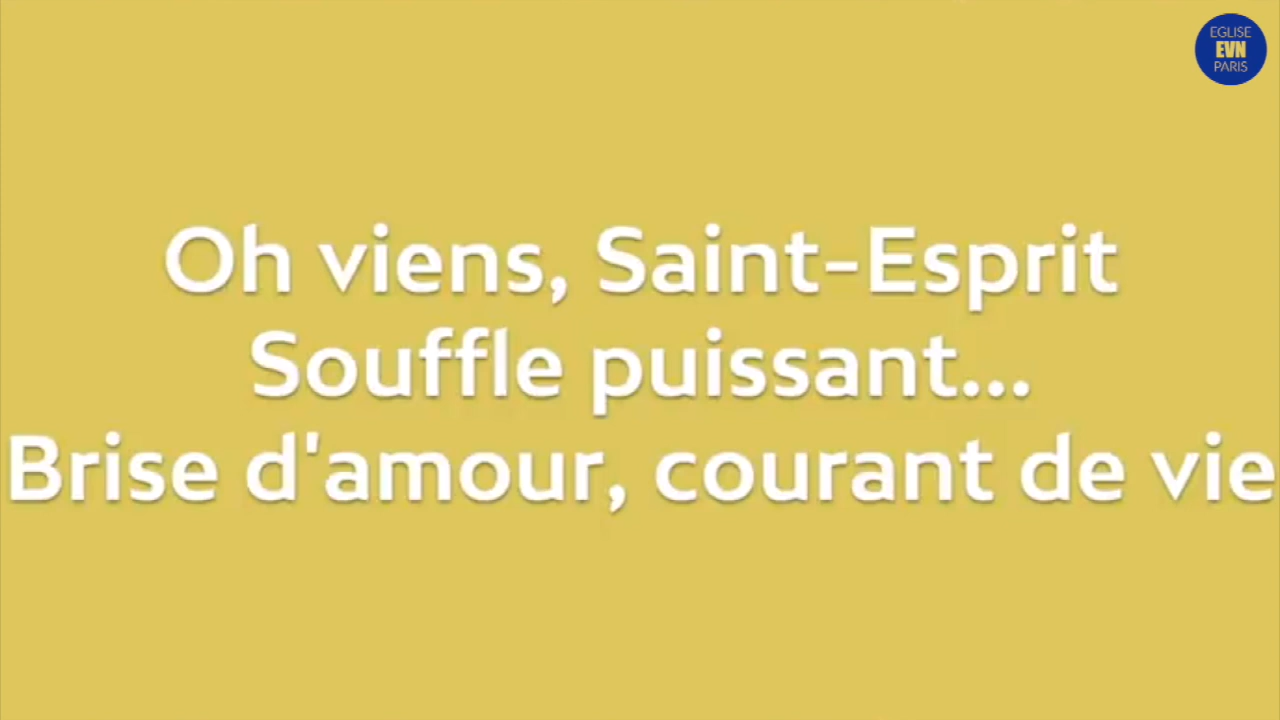 EGLISE
EVN
PARIS
Oh viens, Saint-Esprit
Souffle puissant...
Brise d'amour, courant de vie